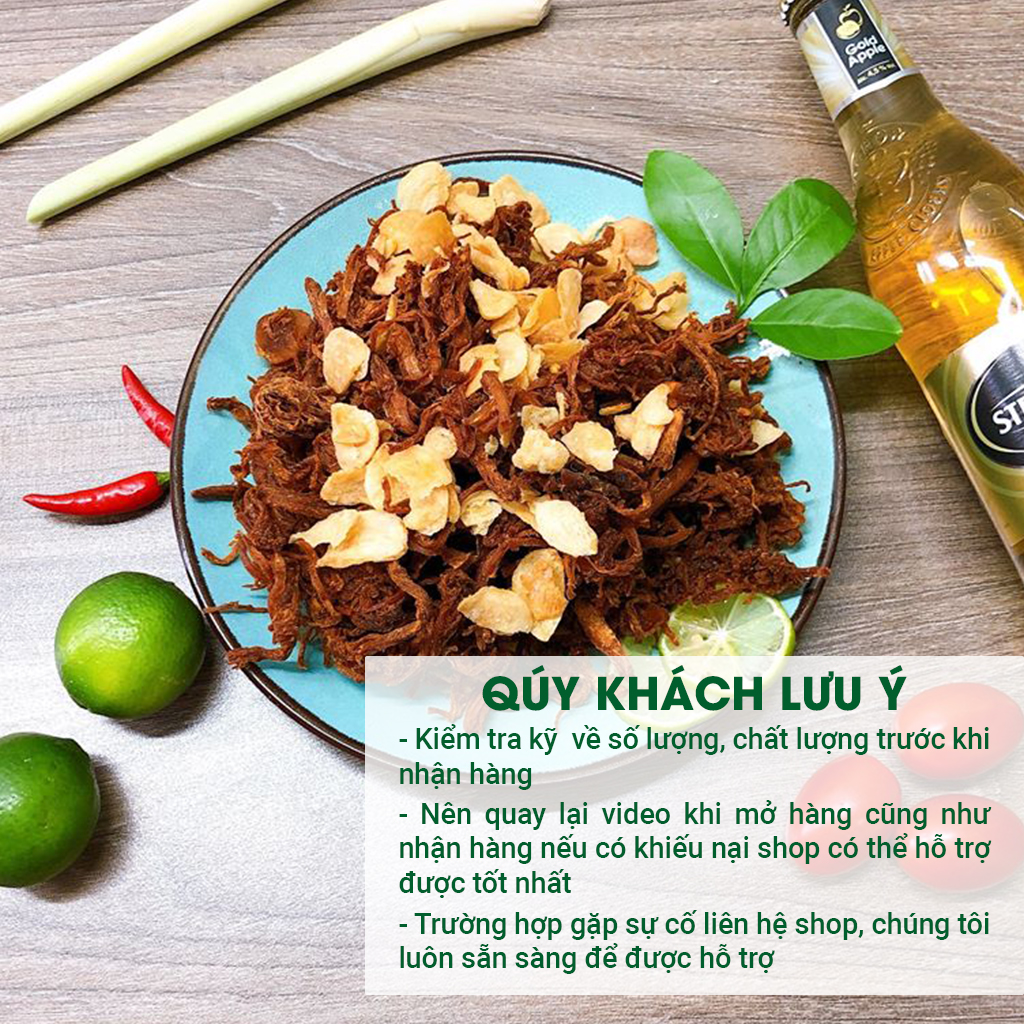 Gold
Apple
4,5%
QÚY KHÁCH LƯU Ý
- Kiểm tra kỹ về số lượng, chất lượng trước khi
nhận hàng
- Nên quay lại video khi mở hàng cũng như
nhận hàng nếu có khiếu nại shop có thể hỗ trợ
được tốt nhất
- Trường hợp gặp sự cố liên hệ shop, chúng tôi
luôn sẵn sàng để được hỗ trợ